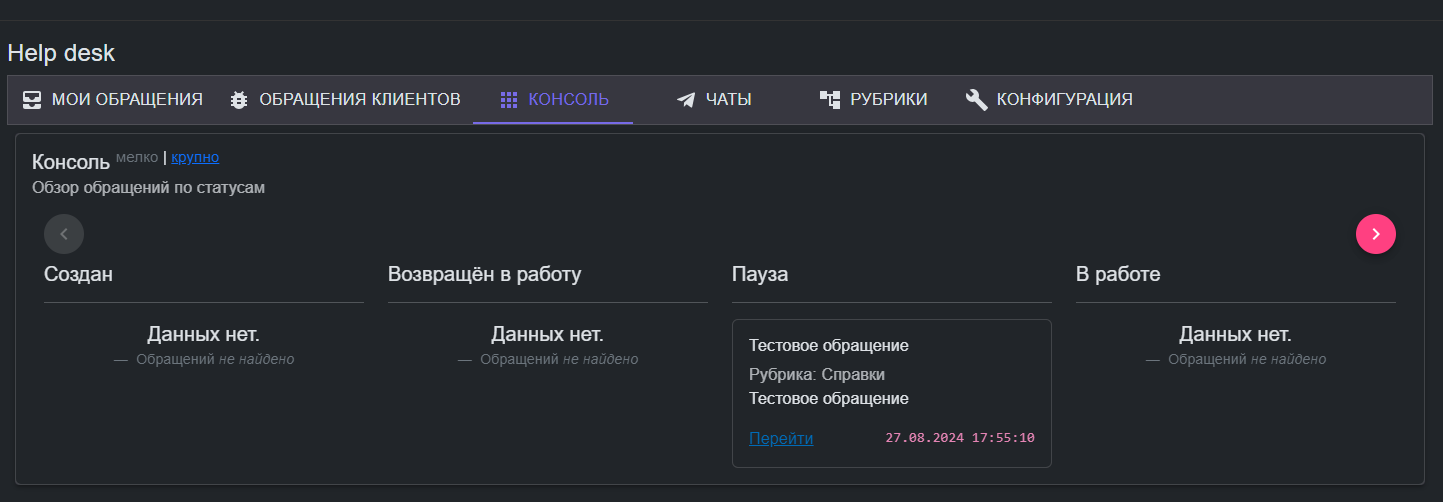 Help desk
МОИ ОБРАЩЕНИЯ ОБРАЩЕНИЯ КЛИЕНТОВ КОНСОЛЬ ЧАТЫ РУБРИКИ КОНФИГУРАЦИЯ
Консоль мелко | крупно
Обзор обращений по статусам
Создан
Данных нет.
— Обращений не найдено
Возвращён в работу
Данных нет.
— Обращений не найдено
Пауза
Тестовое обращение
Рубрика: Справки
Тестовое обращение
Перейти 27.08.2024 17:55:10
В работе
Данных нет.
— Обращений не найдено